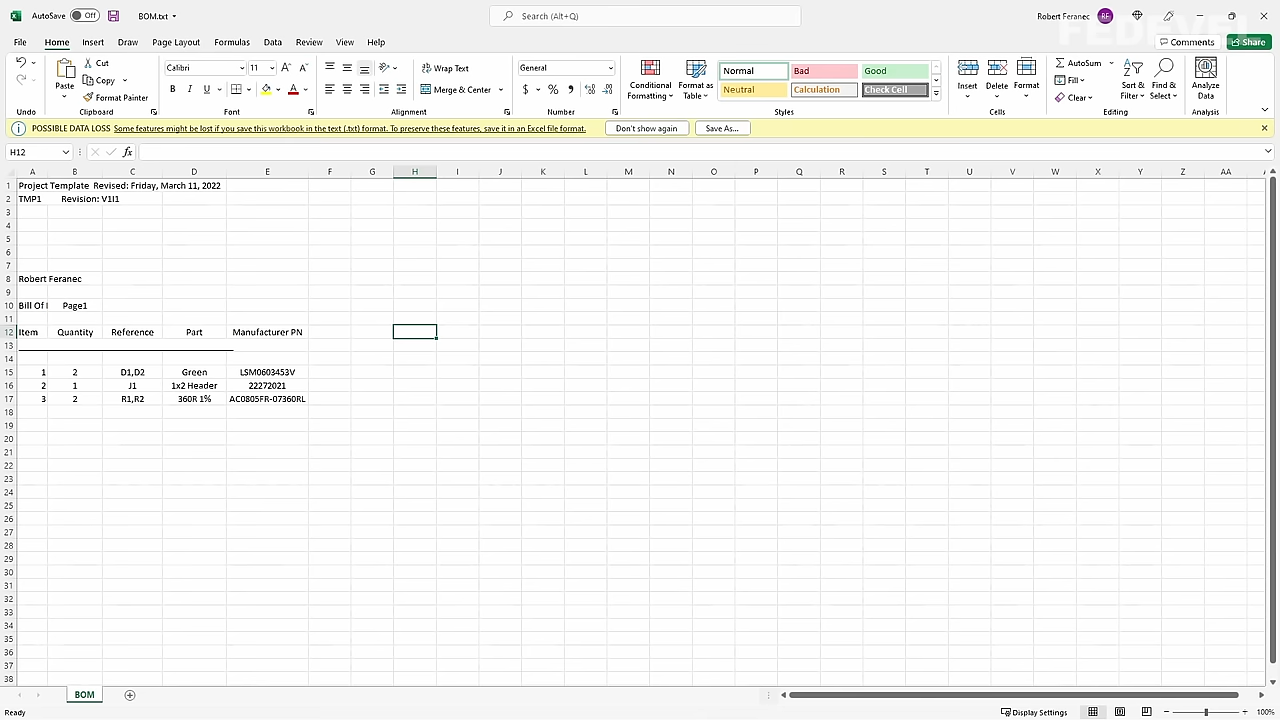 AutoSave Off BOM.txt Search (Alt+Q) Robert Feranec RF
FEDEVEL
File Home Insert Draw Page Layout Formulas Data Review View Help Comments Share
Paste Cut Copy Format Painter
Calibri 11 A A B I U A
Wrap Text Merge & Center
General $ % ,
Conditional Formatting Format as Table
Normal Bad Good
Neutral Calculation Check Cell
Insert Delete Format
AutoSum Fill Clear Sort & Filter Find & Select
Analyze Data
Undo Clipboard Font Alignment Number Styles Cells Editing Analysis
POSSIBLE DATA LOSS Some features might be lost if you save this workbook in the text (.txt) format. To preserve these features, save it in an Excel file format. Don't show again Save As...
H12 fx
A B C D E F G H I J K L M N O P Q R S T U V W X Y Z AA
1 Project Template Revised: Friday, March 11, 2022
2 TMP1 Revision: V1I1
3
4
5
6
7
8 Robert Feranec
9
10 Bill Of Page1
11
12 Item Quantity Reference Part Manufacturer PN
13
14
15 1 2 D1,D2 Green LSM0603453V
16 2 1 J1 1x2 Header 22272021
17 3 2 R1,R2 360R 1% AC0805FR-07360RL
18
19
20
21
22
23
24
25
26
27
28
29
30
31
32
33
34
35
36
37
38
BOM
Ready Display Settings 100%